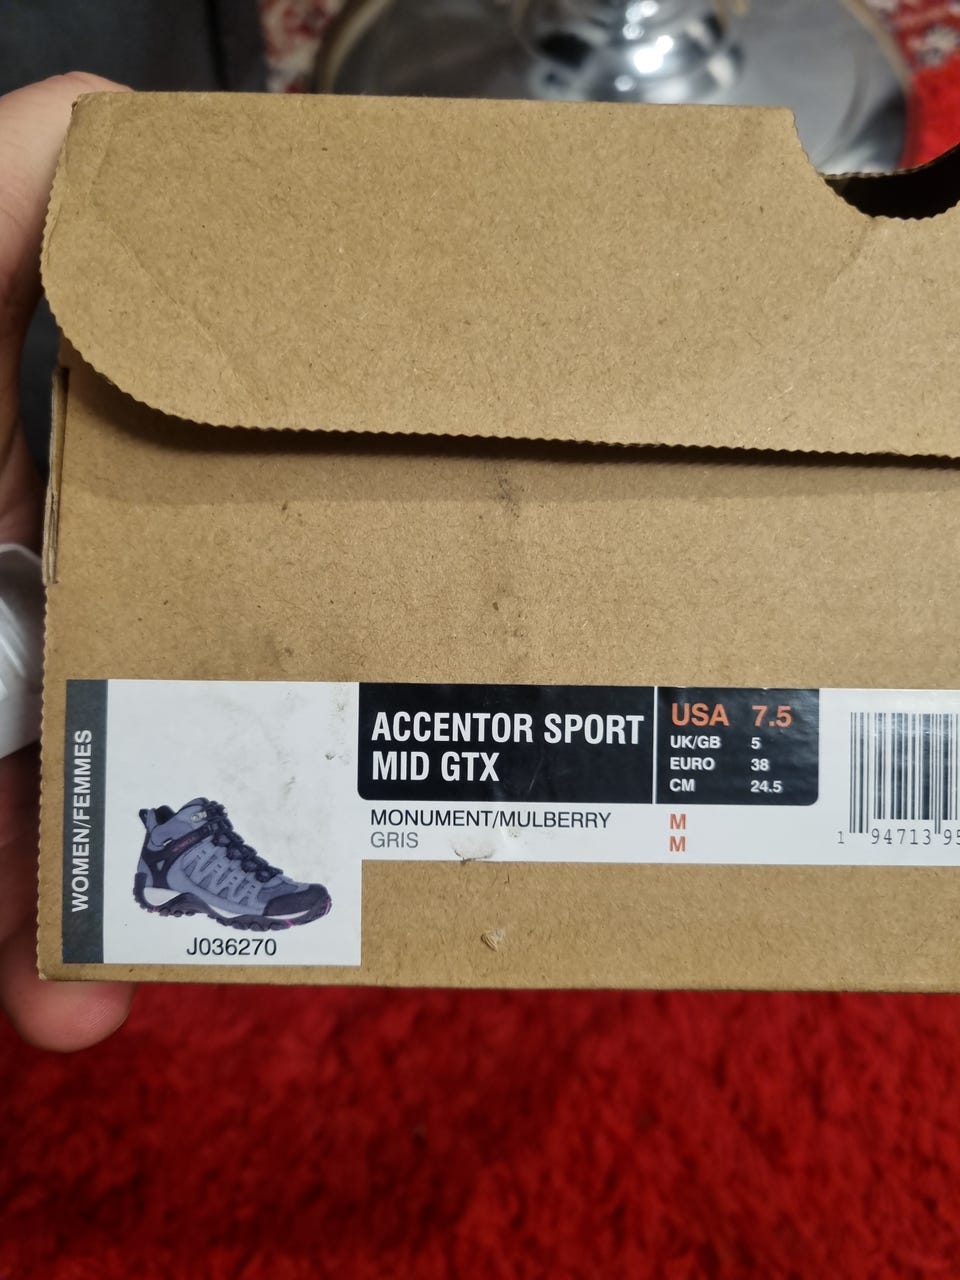 WOMEN/FEMMES
J036270
ACCENTOR SPORT
MID GTX
MONUMENT/MULBERRY
GRIS
USA 7.5
UK/GB 5
EURO 38
CM 24.5
M
M
1 94713 95